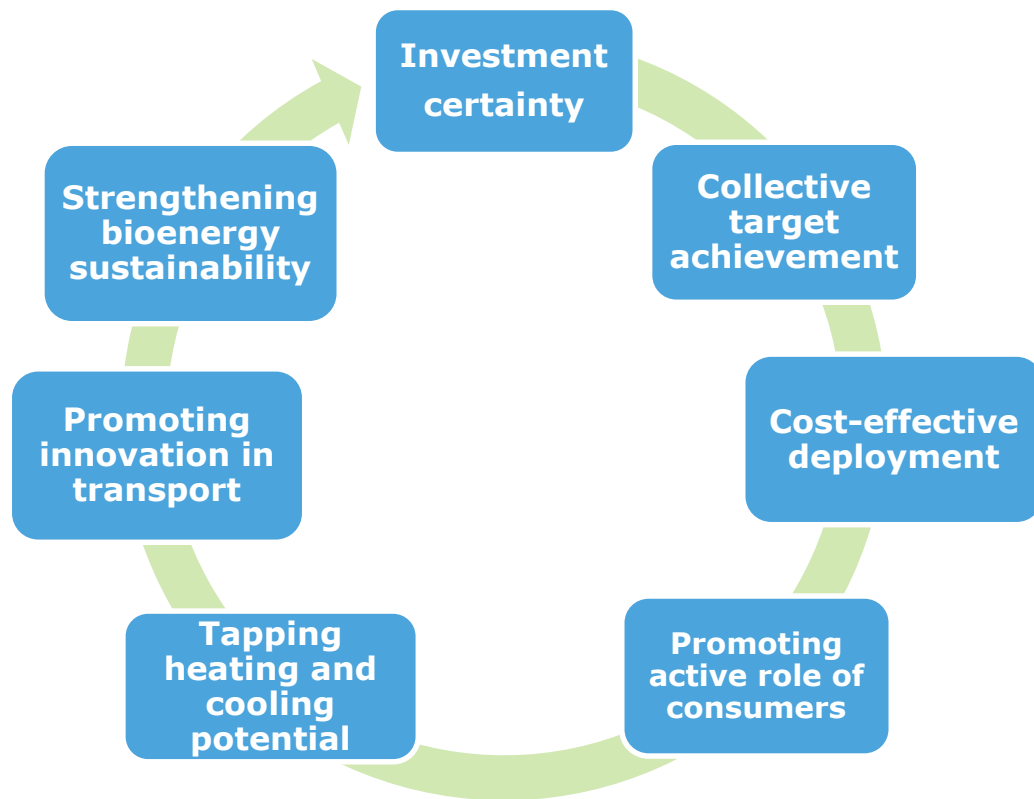 Investment
certainty
Collective
target
achievement
Cost-effective
deployment
Promoting
active role of
consumers
Tapping
heating and
cooling
potential
Promoting
innovation in
transport
Strengthening
bioenergy
sustainability